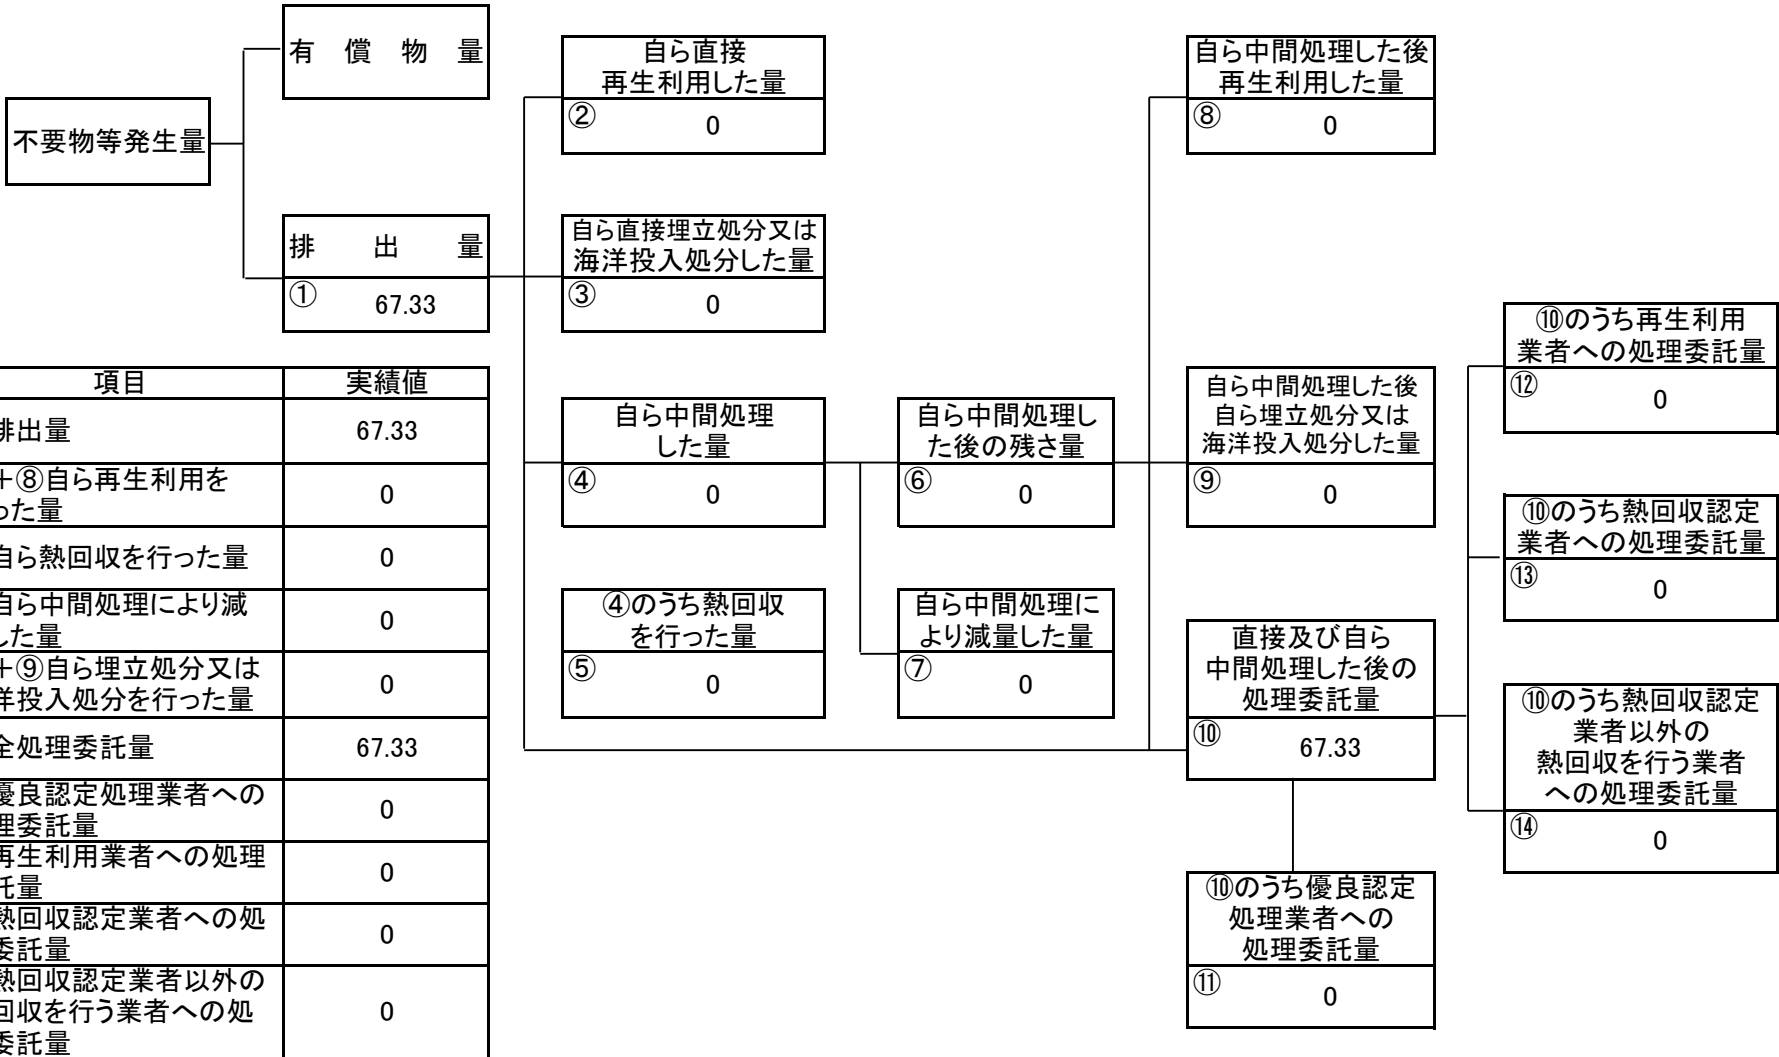 有償物量
不要物等発生量
排出量
① 67.33
自ら直接
再生利用した量
② 0
自ら直接埋立処分又は
海洋投入処分した量
③ 0
自ら中間処理
した量
④ 0
④のうち熱回収
を行った量
⑤ 0
自ら中間処理し
た後の残さ量
⑥ 0
自ら中間処理に
より減量した量
⑦ 0
自ら中間処理した後
再生利用した量
⑧ 0
自ら中間処理した後
自ら埋立処分又は
海洋投入処分した量
⑨ 0
直接及び自ら
中間処理した後の
処理委託量
⑩ 67.33
⑩のうち優良認定
処理業者への
処理委託量
⑪ 0
⑩のうち再生利用
業者への処理委託量
⑫ 0
⑩のうち熱回収認定
業者への処理委託量
⑬ 0
⑩のうち熱回収認定
業者以外の
熱回収を行う業者
への処理委託量
⑭ 0
項目 実績値
排出量 67.33
+⑧自ら再生利用を
った量 0
自ら熱回収を行った量 0
自ら中間処理により減
した量 0
+⑨自ら埋立処分又は
洋投入処分を行った量 0
全処理委託量 67.33
優良認定処理業者への
理委託量 0
再生利用業者への処理
託量 0
熱回収認定業者への処
委託量 0
熱回収認定業者以外の
回収を行う業者への処
委託量 0